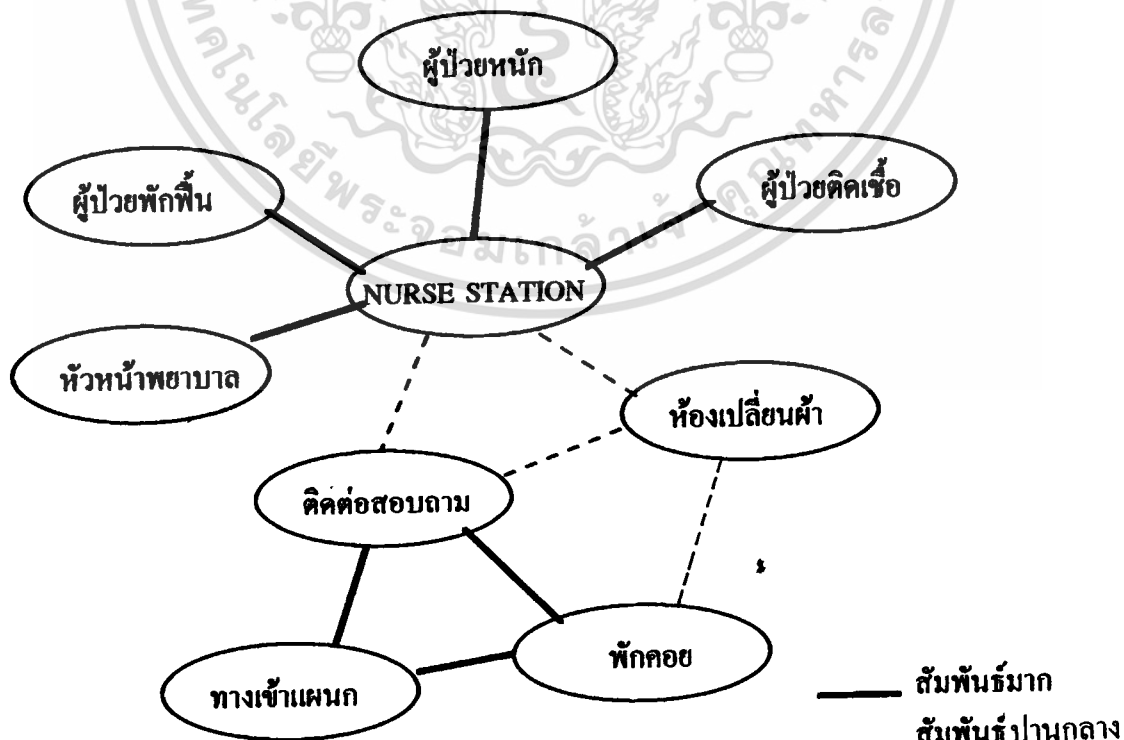 ผู้ป่วยหนัก
ผู้ป่วยพักฟื้น
ผู้ป่วยติดเชื้อ
NURSE STATION
หัวหน้าพยาบาล
ห้องเปลี่ยนผ้า
ติดต่อสอบถาม
พักคอย
ทางเข้าแผนก
สัมพันธ์มาก
สัมพันธ์ปานกลาง